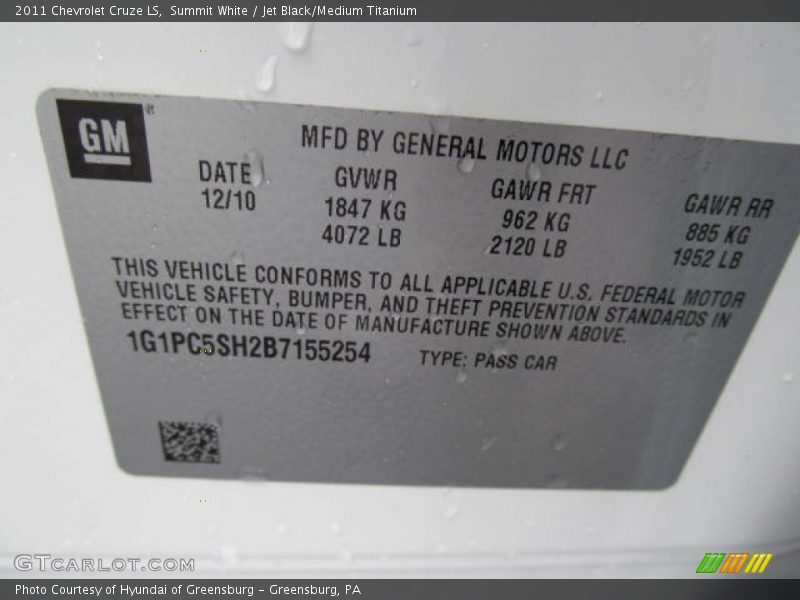 2011 Chevrolet Cruze LS,  Summit White / Jet Black/Medium Titanium
GM®
MFD BY GENERAL MOTORS LLC
DATE GVWR GAWR FRT GAWR RR
12/10 1847 KG 962 KG 885 KG
4072 LB 2120 LB 1952 LB
THIS VEHICLE CONFORMS TO ALL APPLICABLE U.S. FEDERAL MOTOR
VEHICLE SAFETY, BUMPER, AND THEFT PREVENTION STANDARDS IN
EFFECT ON THE DATE OF MANUFACTURE SHOWN ABOVE.
1G1PC5SH2B7155254 TYPE: PASS CAR
GTCARLOT.COM
Photo Courtesy of Hyundai of Greensburg - Greensburg, PA